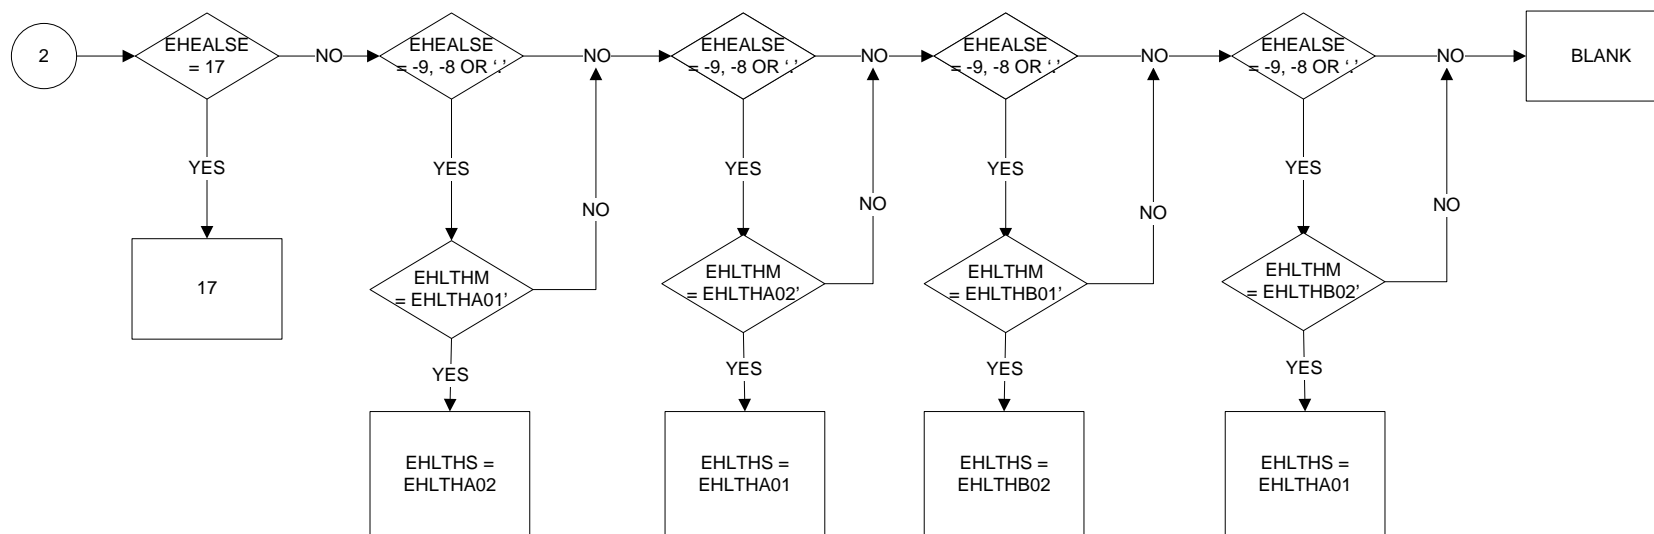 2
EHEALSE
= 17
NO
EHEALSE
= -9, -8 OR ‘.’
NO
EHEALSE
= -9, -8 OR ‘.’
NO
EHEALSE
= -9, -8 OR ‘.’
NO
EHEALSE
= -9, -8 OR ‘.’
NO
BLANK
YES
YES
YES
YES
YES
NO
NO
NO
NO
17
EHLTHM
= EHLTHA01’
EHLTHM
= EHLTHA02’
EHLTHM
= EHLTHB01’
EHLTHM
= EHLTHB02’
YES
YES
YES
YES
EHLTHS =
EHLTHA02
EHLTHS =
EHLTHA01
EHLTHS =
EHLTHB02
EHLTHS =
EHLTHA01